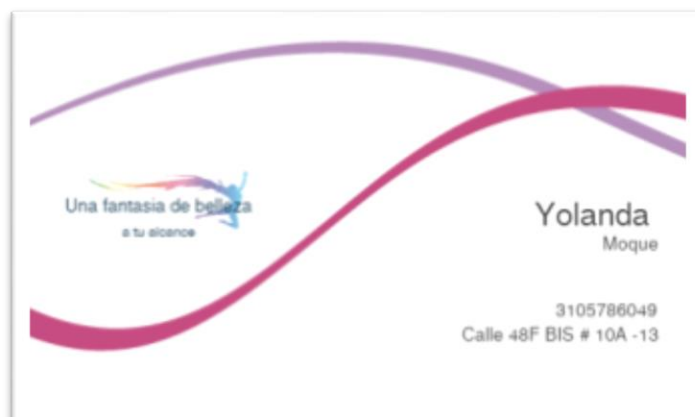 Una fantasia de belleza
a tu alcance
Yolanda
Moque
3105786049
Calle 48F BIS # 10A -13